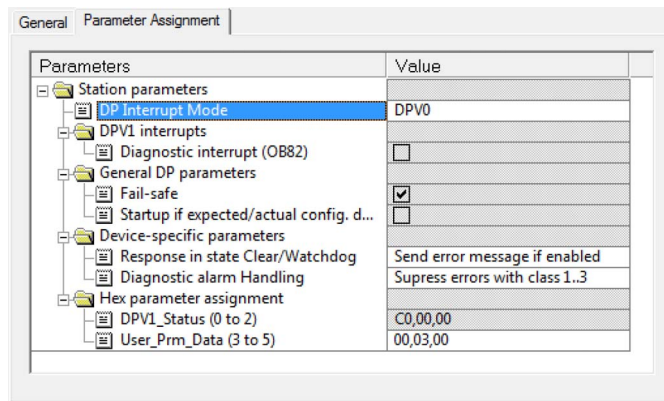 General Parameter Assignment
Parameters Value
Station parameters
DP Interrupt Mode DPV0
DPV1 interrupts
Diagnostic interrupt (OB82)
General DP parameters
Fail-safe
Startup if expected/actual config. d...
Device-specific parameters
Response in state Clear/Watchdog Send error message if enabled
Diagnostic alarm Handling Supress errors with class 1..3
Hex parameter assignment
DPV1_Status (0 to 2) C0,00,00
User_Prm_Data (3 to 5) 00,03,00